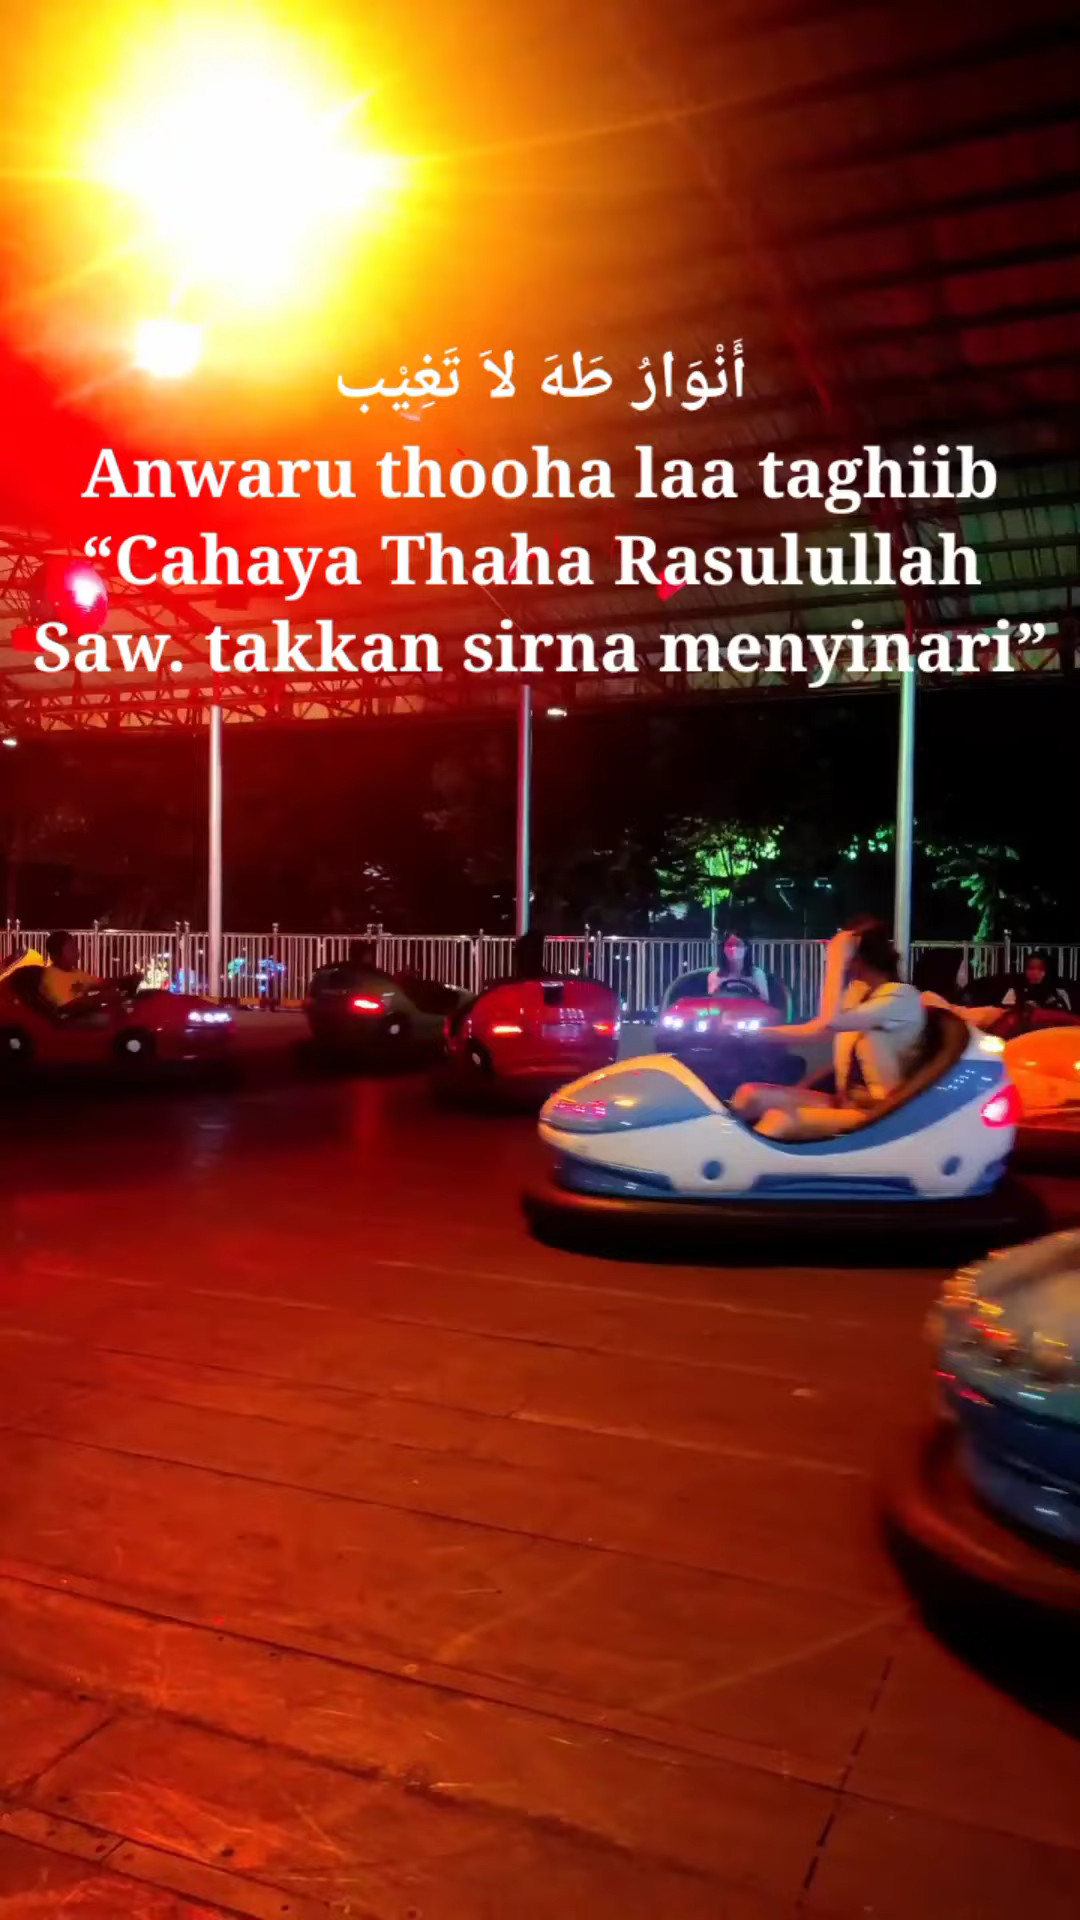 أَنْوَارُ طَهَ لاَ تَغِيْب
Anwaru thooha laa taghiib
“Cahaya Thaha Rasulullah
Saw. takkan sirna menyinari”